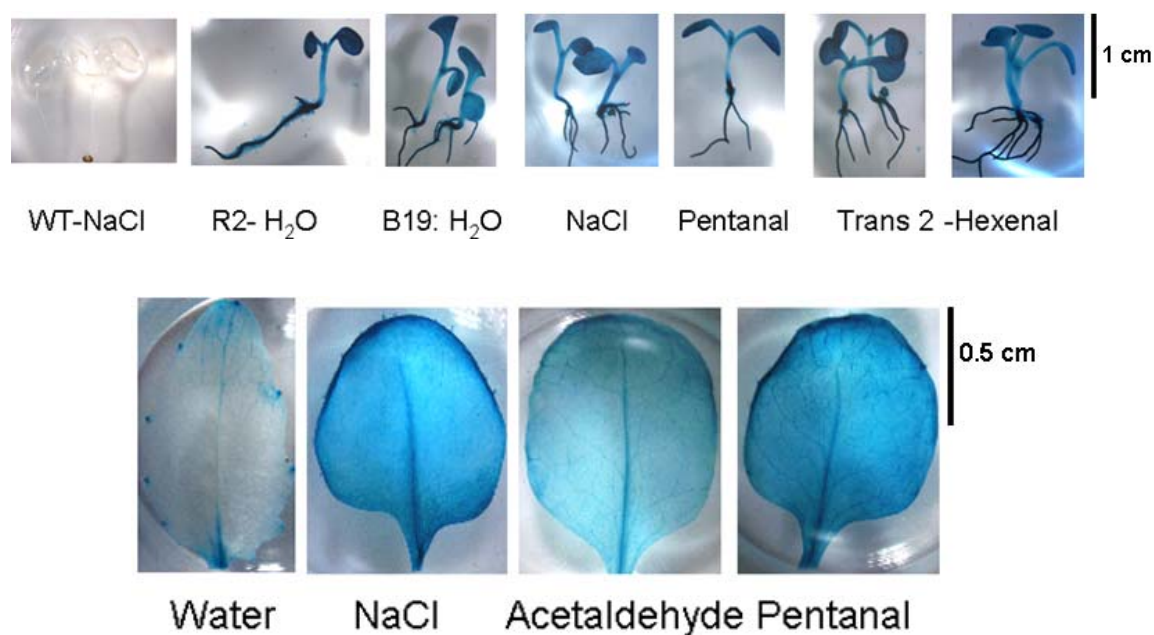 1 cm
WT-NaCl R2- H₂O B19: H₂O NaCl Pentanal Trans 2 -Hexenal
0.5 cm
Water NaCl Acetaldehyde Pentanal